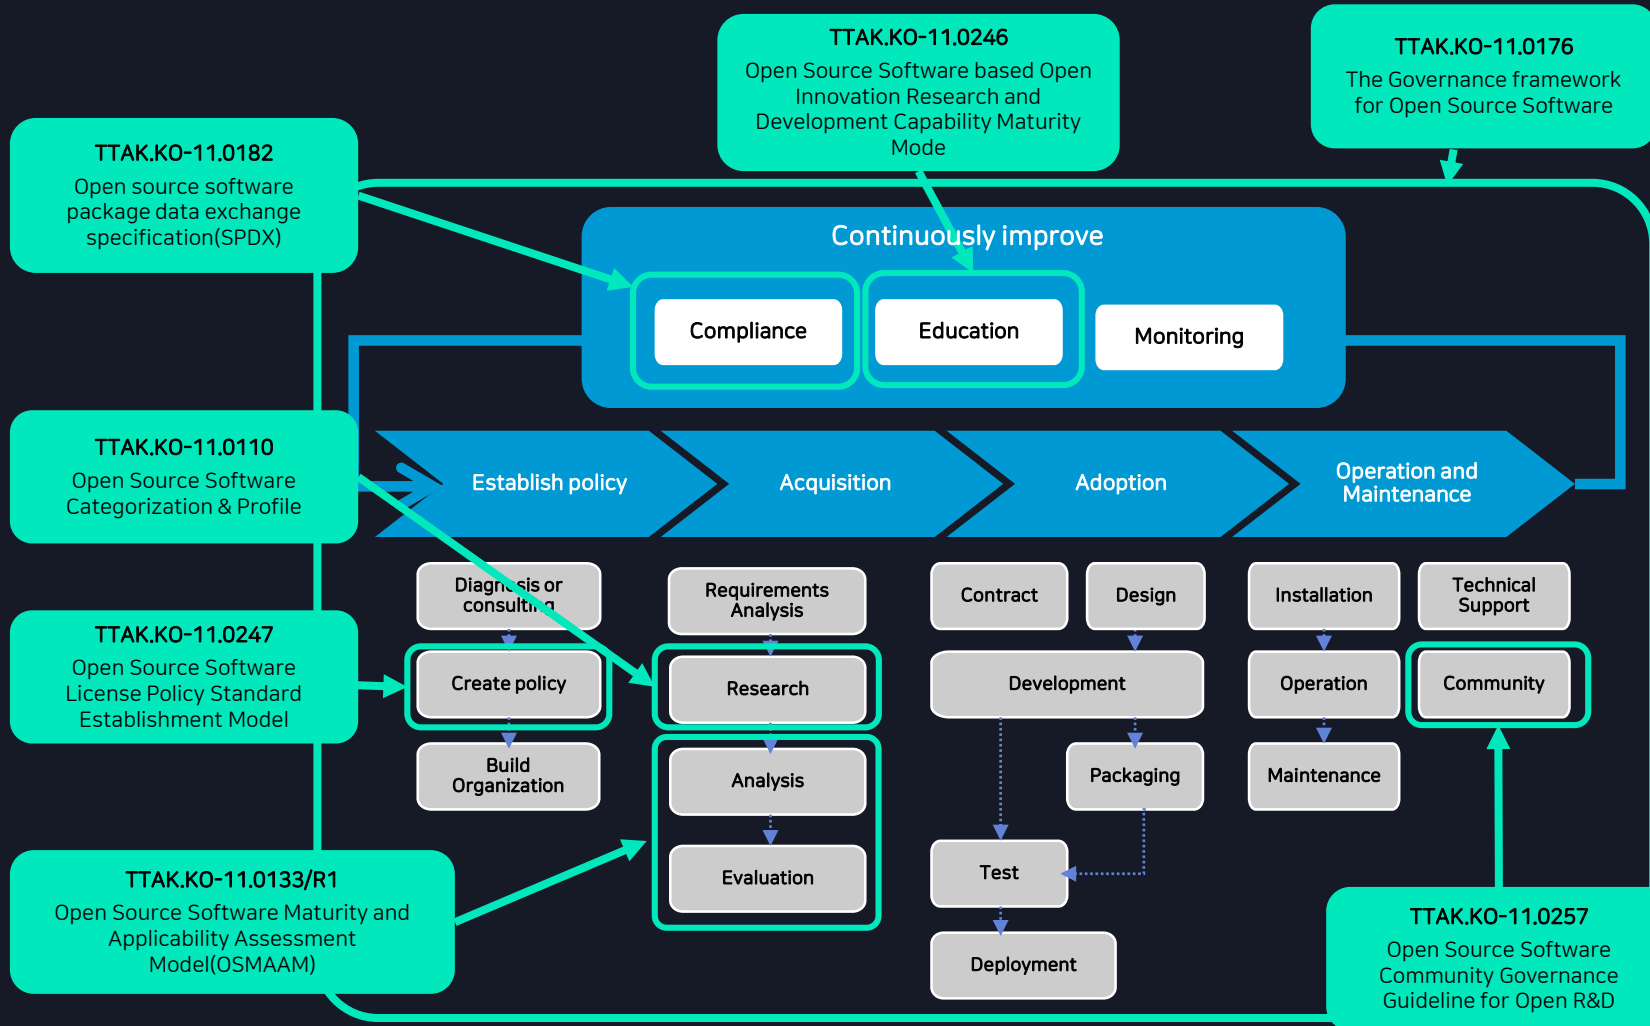 TTAK.KO-11.0246
Open Source Software based Open
Innovation Research and
Development Capability Maturity
Mode
TTAK.KO-11.0176
The Governance framework
for Open Source Software
TTAK.KO-11.0182
Open source software
package data exchange
specification(SPDX)
Continuously improve
Compliance
Education
Monitoring
TTAK.KO-11.0110
Open Source Software
Categorization & Profile
Establish policy
Acquisition
Adoption
Operation and
Maintenance
TTAK.KO-11.0247
Open Source Software
License Policy Standard
Establishment Model
Diagnosis or
consulting
Create policy
Build
Organization
Requirements
Analysis
Research
Analysis
Evaluation
Contract
Design
Development
Packaging
Test
Deployment
Installation
Operation
Maintenance
Technical
Support
Community
TTAK.KO-11.0133/R1
Open Source Software Maturity and
Applicability Assessment
Model(OSMAAM)
TTAK.KO-11.0257
Open Source Software
Community Governance
Guideline for Open R&D